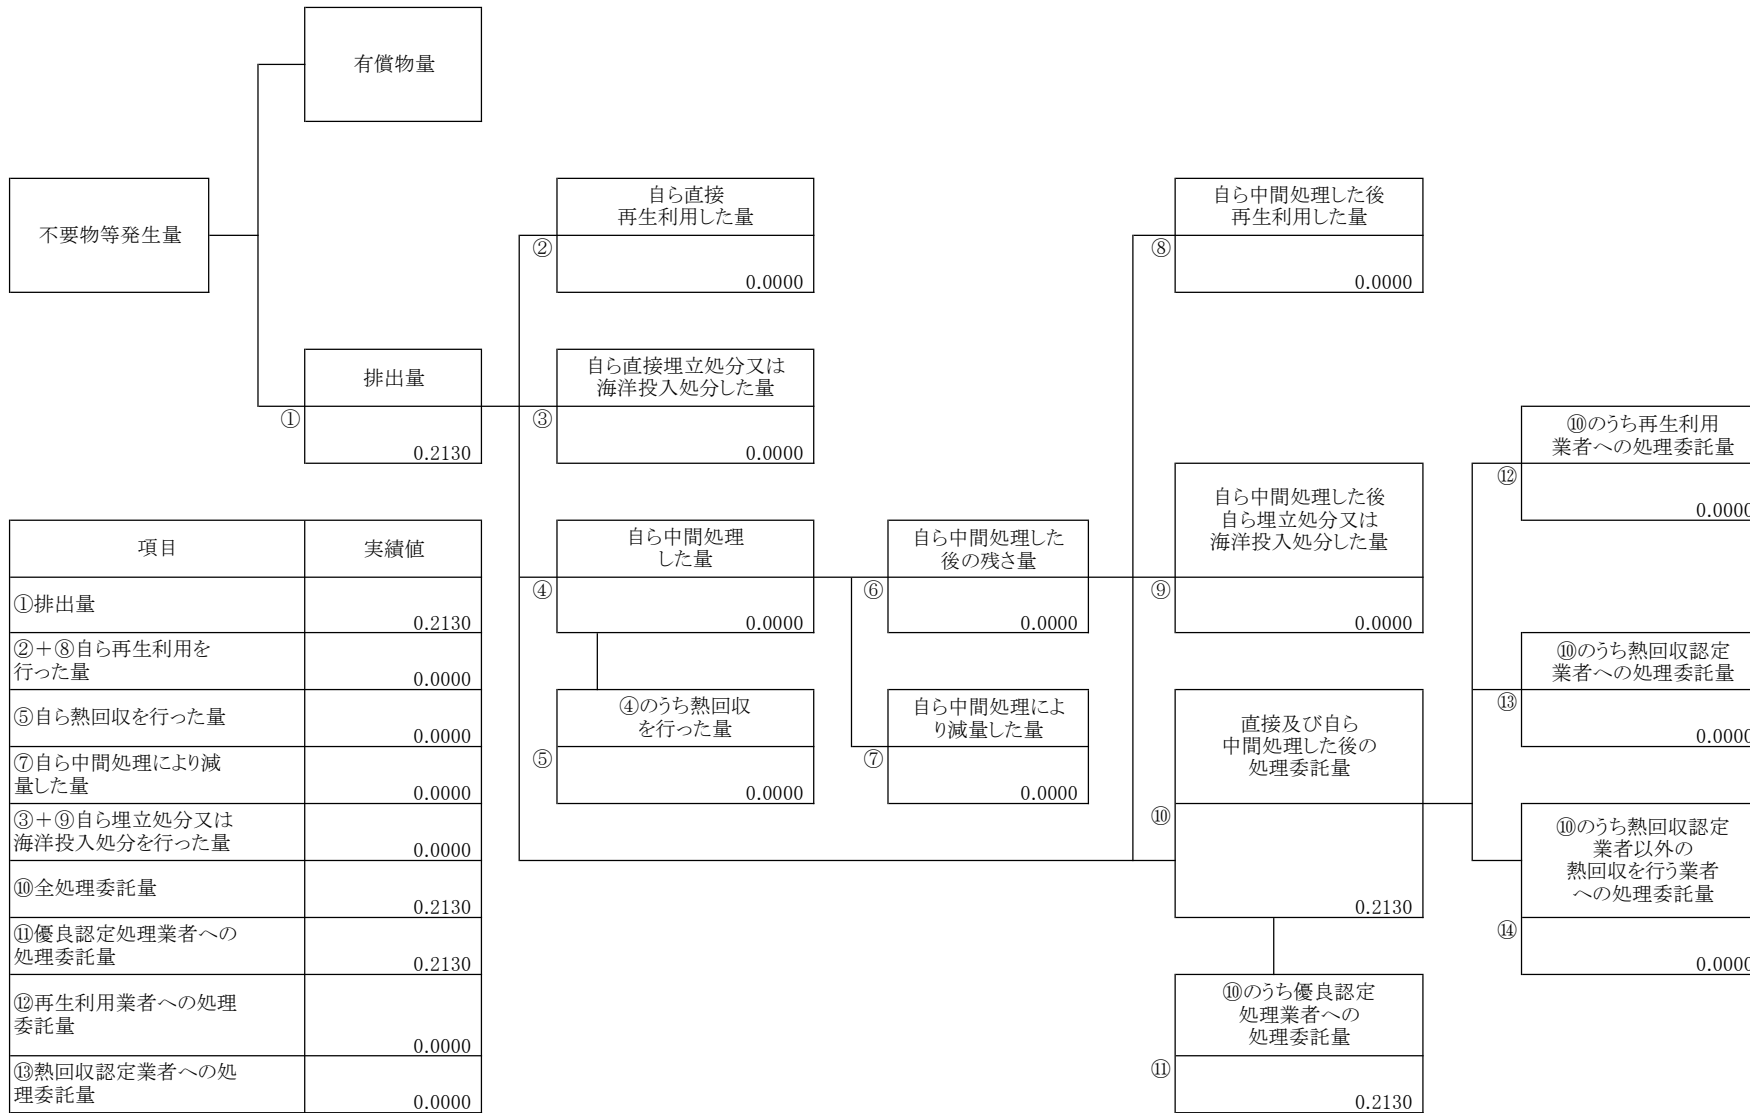 有償物量
不要物等発生量
自ら直接
再生利用した量
②
0.0000
自ら中間処理した後
再生利用した量
⑧
0.0000
排出量
①
0.2130
自ら直接埋立処分又は
海洋投入処分した量
③
0.0000
⑩のうち再生利用
業者への処理委託量
⑫
0.0000
自ら中間処理
した量
④
0.0000
自ら中間処理した
後の残さ量
⑥
0.0000
自ら中間処理した後
自ら埋立処分又は
海洋投入処分した量
⑨
0.0000
⑩のうち熱回収認定
業者への処理委託量
⑬
0.0000
④のうち熱回収
を行った量
⑤
0.0000
自ら中間処理によ
り減量した量
⑦
0.0000
直接及び自ら
中間処理した後の
処理委託量
⑩
0.2130
⑩のうち熱回収認定
業者以外の
熱回収を行う業者
への処理委託量
⑭
0.0000
⑩のうち優良認定
処理業者への
処理委託量
⑪
0.2130
項目 実績値
①排出量
0.2130
②+⑧自ら再生利用を
行った量 0.0000
⑤自ら熱回収を行った量
0.0000
⑦自ら中間処理により減
量した量 0.0000
③+⑨自ら埋立処分又は
海洋投入処分を行った量 0.0000
⑩全処理委託量
0.2130
⑪優良認定処理業者への
処理委託量 0.2130
⑫再生利用業者への処理
委託量
0.0000
⑬熱回収認定業者への処
理委託量 0.0000